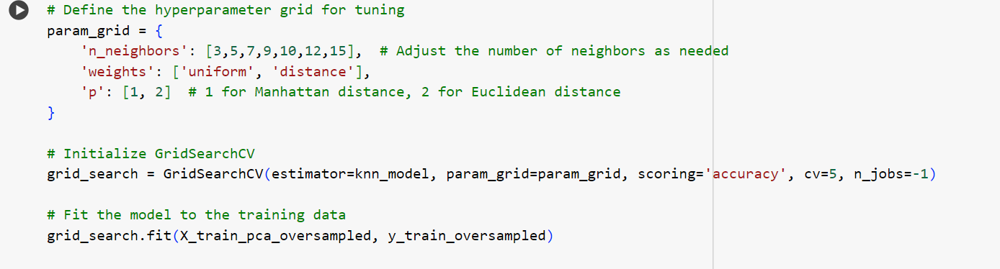 # Define the hyperparameter grid for tuning
param_grid = {
    'n_neighbors': [3,5,7,9,10,12,15],  # Adjust the number of neighbors as needed
    'weights': ['uniform', 'distance'],
    'p': [1, 2]  # 1 for Manhattan distance, 2 for Euclidean distance
}
# Initialize GridSearchCV
grid_search = GridSearchCV(estimator=knn_model, param_grid=param_grid, scoring='accuracy', cv=5, n_jobs=-1)
# Fit the model to the training data
grid_search.fit(X_train_pca_oversampled, y_train_oversampled)